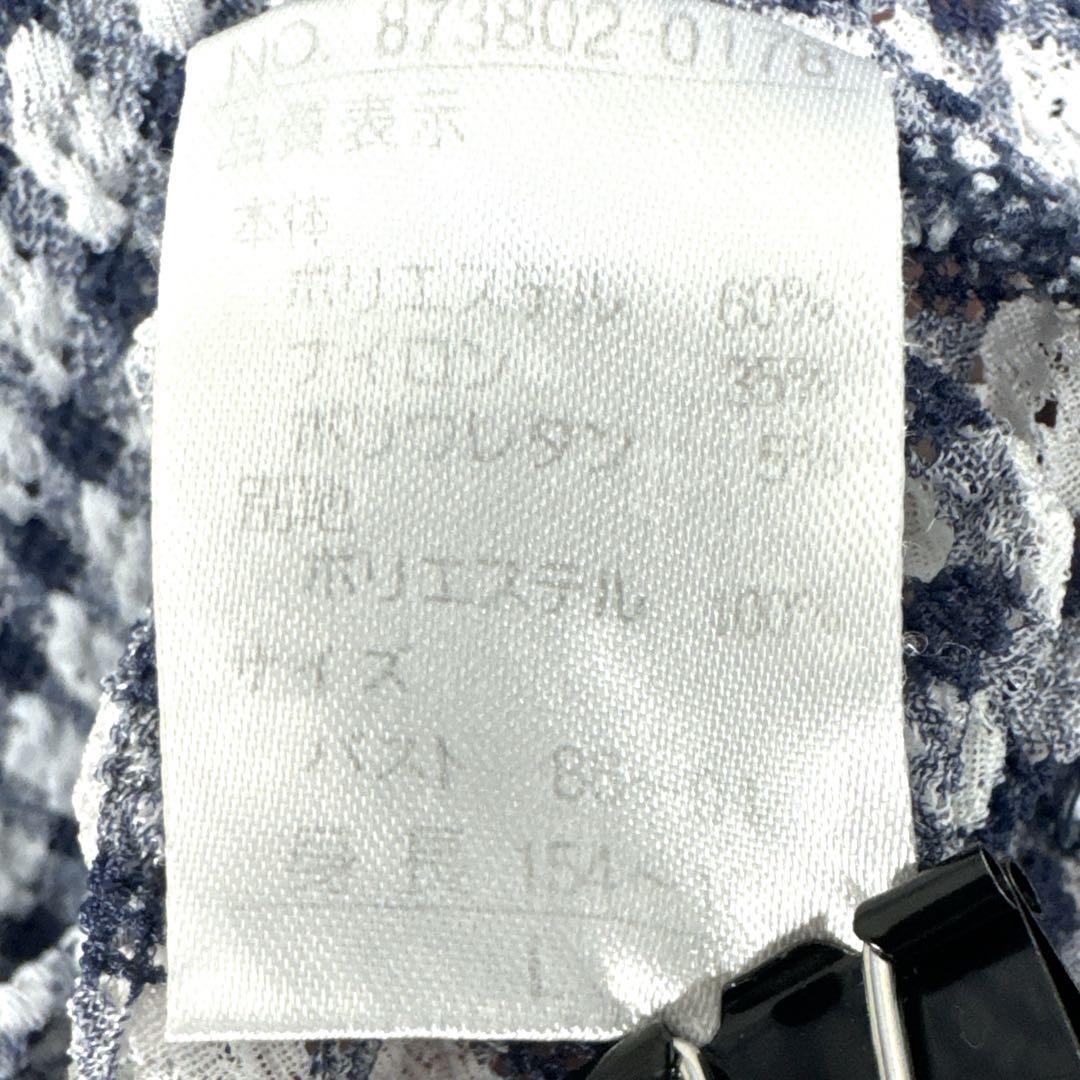 NO. 873802-0178
品質表示
本体
ポリエステル 60%
ナイロン 35%
ポリウレタン 5%
別地
ポリエステル 100%
サイズ
バスト
身長 154~
L